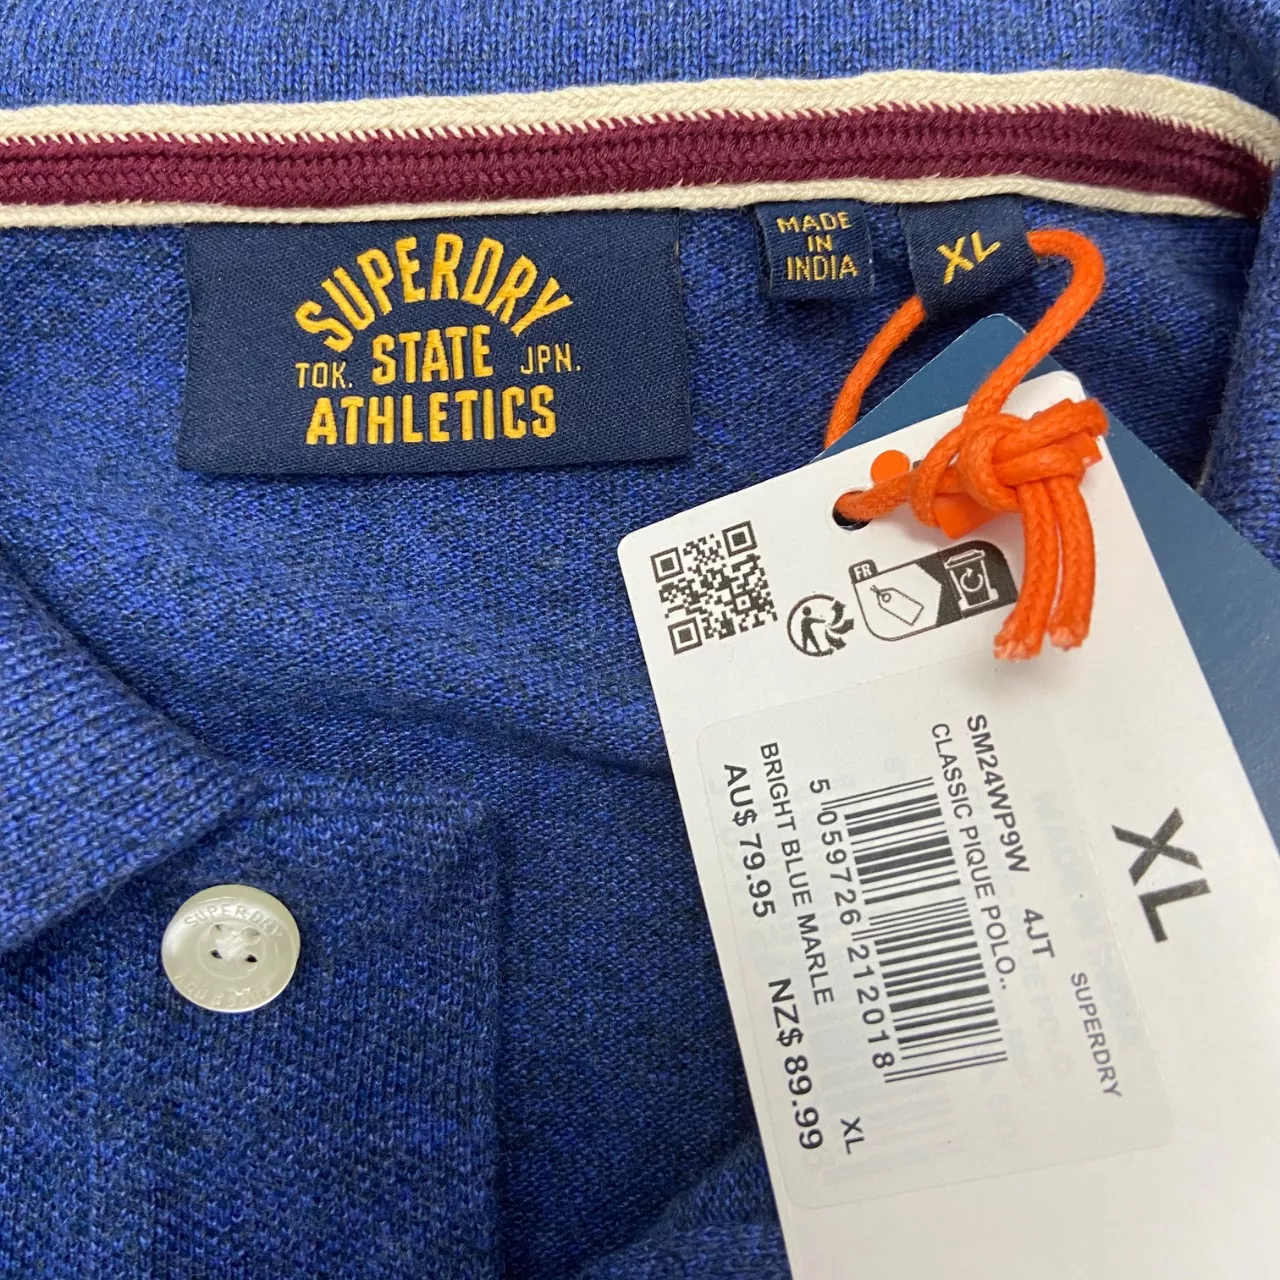 SUPERDRY
TOK. STATE JPN.
ATHLETICS
MADE
IN
INDIA
XL
FR
XL
SUPERDRY
SM24WP9W 4JT
CLASSIC PIQUE POLO..
5 059726 212018
BRIGHT BLUE MARLE XL
AU$ 79.95 NZ$ 89.99
SUPERDRY